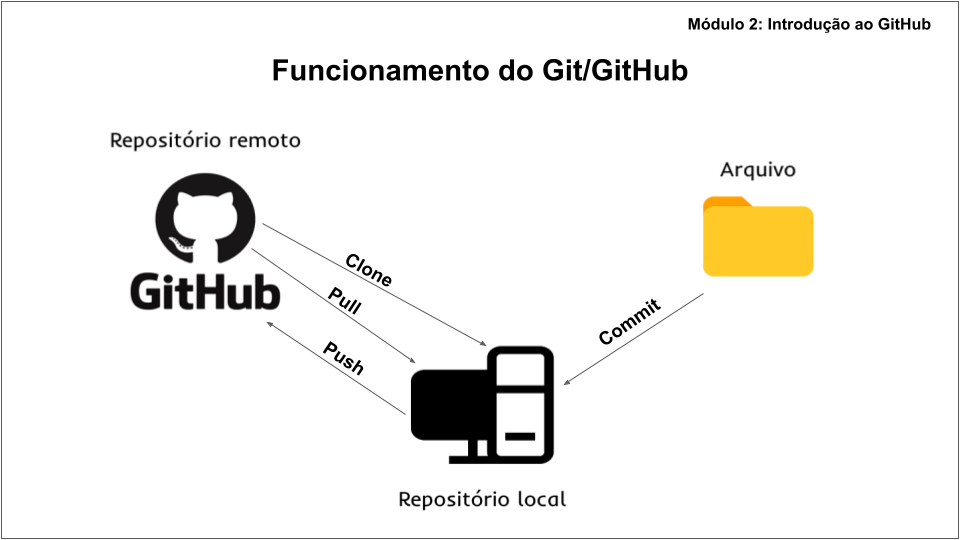 Módulo 2: Introdução ao GitHub
Funcionamento do Git/GitHub
Repositório remoto
Arquivo
GitHub
Clone
Pull
Push
Commit
Repositório local